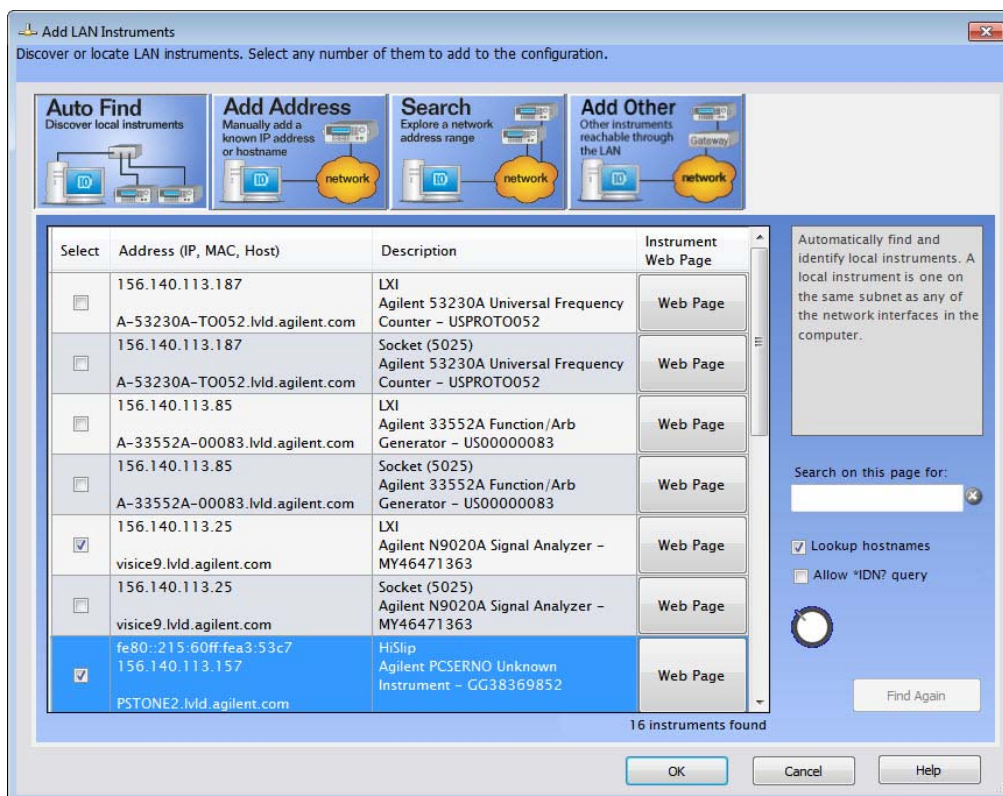 Add LAN Instruments
Discover or locate LAN instruments. Select any number of them to add to the configuration.
Auto Find
Discover local instruments
IO
Add Address
Manually add a
known IP address
or hostname
IO
network
Search
Explore a network
address range
IO
network
Add Other
Other instruments
reachable through
the LAN
Gateway
IO
network
Select
Address (IP, MAC, Host)
Description
Instrument
Web Page
156.140.113.187
A-53230A-TO052.lvld.agilent.com
LXI
Agilent 53230A Universal Frequency
Counter - USPROTO052
Web Page
156.140.113.187
A-53230A-TO052.lvld.agilent.com
Socket (5025)
Agilent 53230A Universal Frequency
Counter - USPROTO052
Web Page
156.140.113.85
A-33552A-00083.lvld.agilent.com
LXI
Agilent 33552A Function/Arb
Generator - US00000083
Web Page
156.140.113.85
A-33552A-00083.lvld.agilent.com
Socket (5025)
Agilent 33552A Function/Arb
Generator - US00000083
Web Page
156.140.113.25
visice9.lvld.agilent.com
LXI
Agilent N9020A Signal Analyzer -
MY46471363
Web Page
156.140.113.25
visice9.lvld.agilent.com
Socket (5025)
Agilent N9020A Signal Analyzer -
MY46471363
Web Page
fe80::215:60ff:fea3:53c7
156.140.113.157
PSTONE2.lvld.agilent.com
HiSlip
Agilent PCSERNO Unknown
Instrument - GG38369852
Web Page
16 instruments found
Automatically find and
identify local instruments. A
local instrument is one on
the same subnet as any of
the network interfaces in the
computer.
Search on this page for:
Lookup hostnames
Allow *IDN? query
Find Again
OK
Cancel
Help